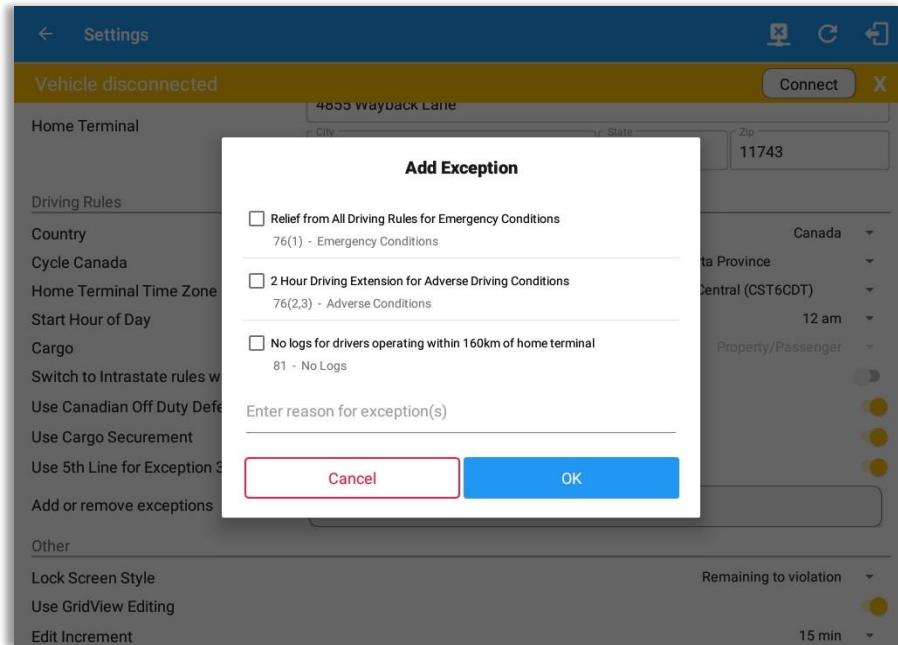 Settings
Vehicle disconnected
Connect
X
4855 Wayback Lane
Home Terminal
City
State
Zip
11743
Add Exception
Relief from All Driving Rules for Emergency Conditions
76(1) - Emergency Conditions
2 Hour Driving Extension for Adverse Driving Conditions
76(2,3) - Adverse Conditions
No logs for drivers operating within 160km of home terminal
81 - No Logs
Enter reason for exception(s)
Cancel
OK
Driving Rules
Country
Canada
Cycle Canada
Province
Home Terminal Time Zone
Central (CST6CDT)
Start Hour of Day
12 am
Cargo
Property/Passenger
Switch to Intrastate rules
Use Canadian Off Duty
Use Cargo Securement
Use 5th Line for Exception
Add or remove exceptions
Other
Lock Screen Style
Remaining to violation
Use GridView Editing
Edit Increment
15 min